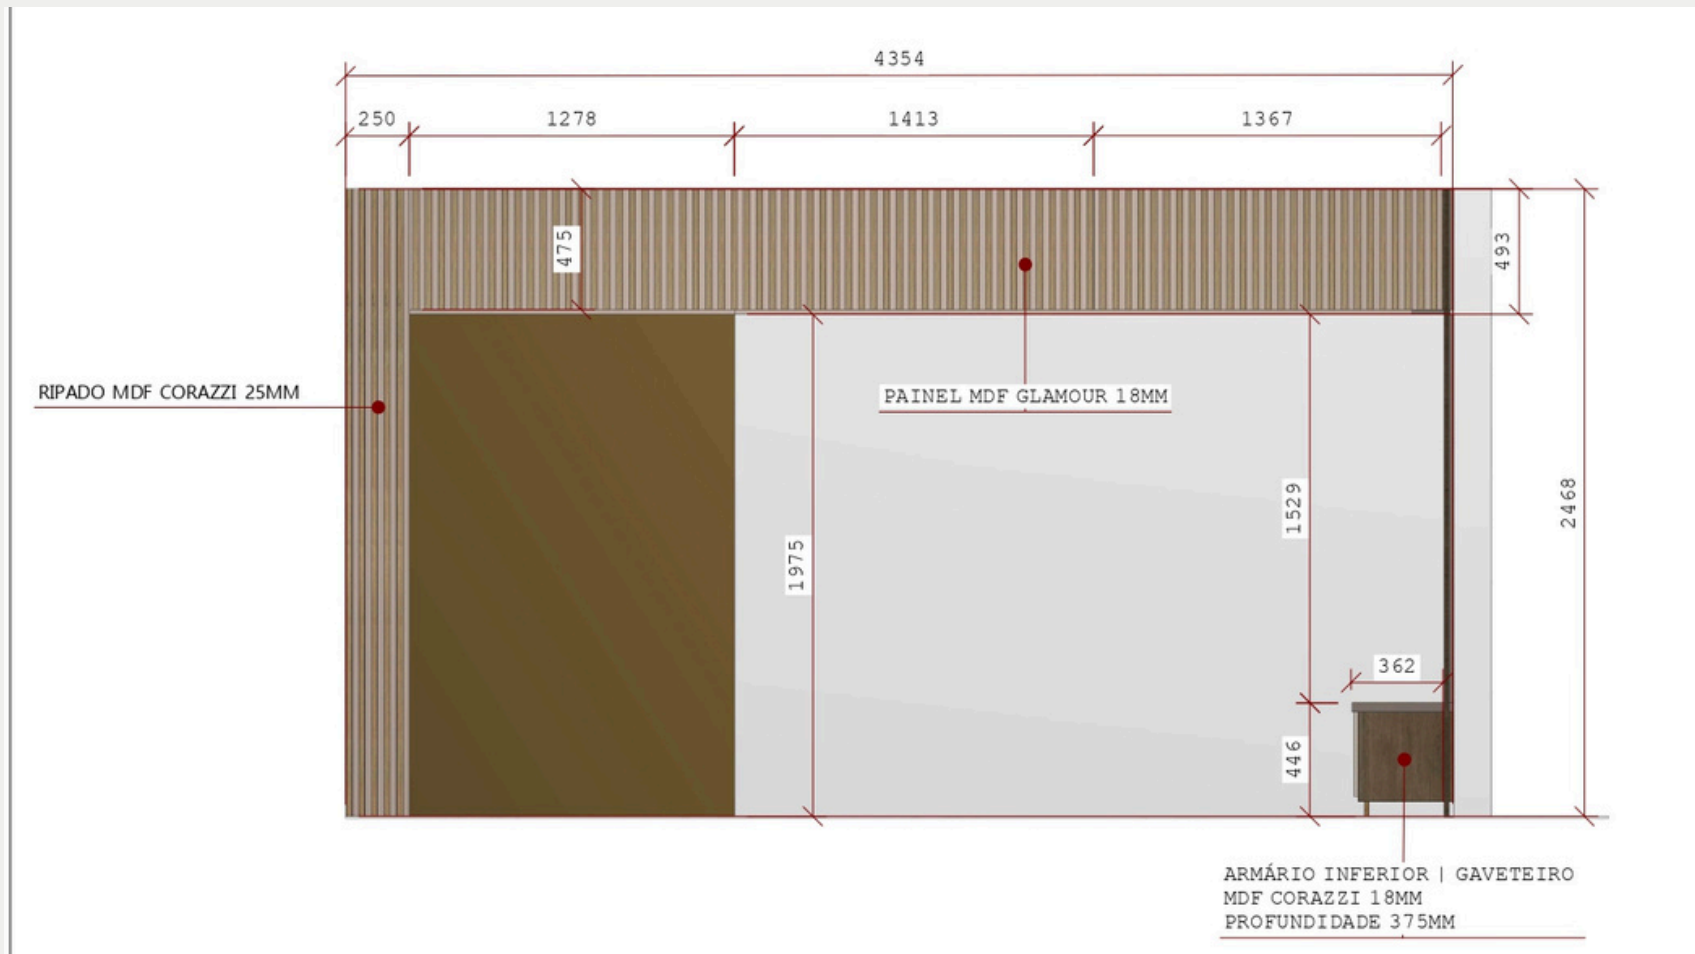 4354
250
1278
1413
1367
475
493
RIPADO MDF CORAZZI 25MM
PAINEL MDF GLAMOUR 18MM
1529
2468
1975
362
446
ARMÁRIO INFERIOR | GAVETEIRO
MDF CORAZZI 18MM
PROFUNDIDADE 375MM